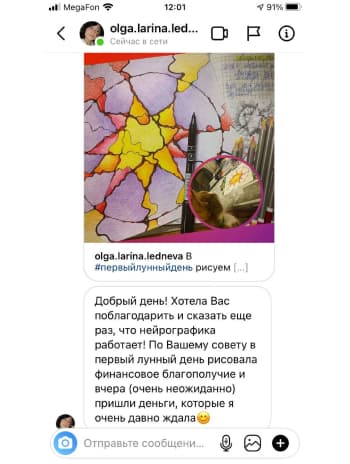 MegaFon
12:01
91%
olga.larina.led...
Сейчас в сети
olga.larina.ledneva В
#первыйлунныйдень рисуем [...]
Добрый день! Хотела Вас
поблагодарить и сказать еще
раз, что нейрографика
работает! По Вашему совету в
первый лунный день рисовала
финансовое благополучие и
вчера (очень неожиданно)
пришли деньги, которые я
очень давно ждала😊
Отправьте сообщени...